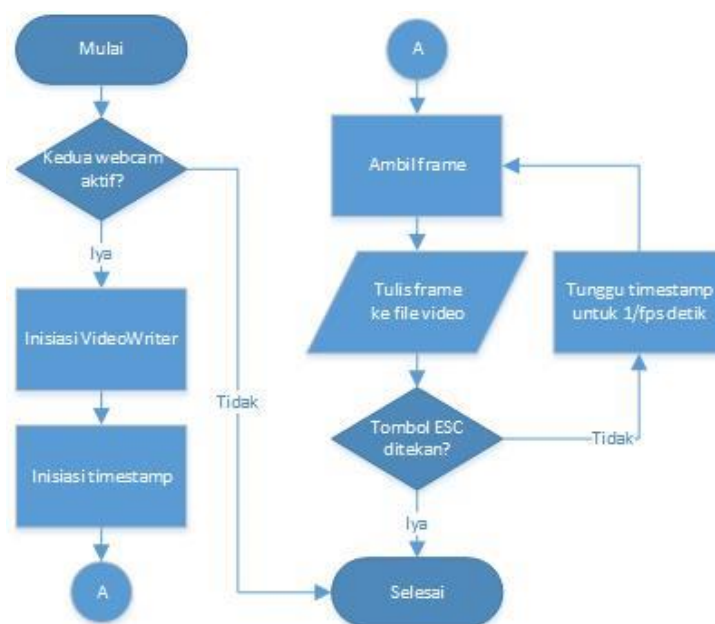 Mulai
Kedua webcam
aktif?
Iya
Inisiasi VideoWriter
Tidak
Inisiasi timestamp
A
A
Ambil frame
Tulis frame
ke file video
Tunggu timestamp
untuk 1/fps detik
Tombol ESC
ditekan?
Tidak
Iya
Selesai